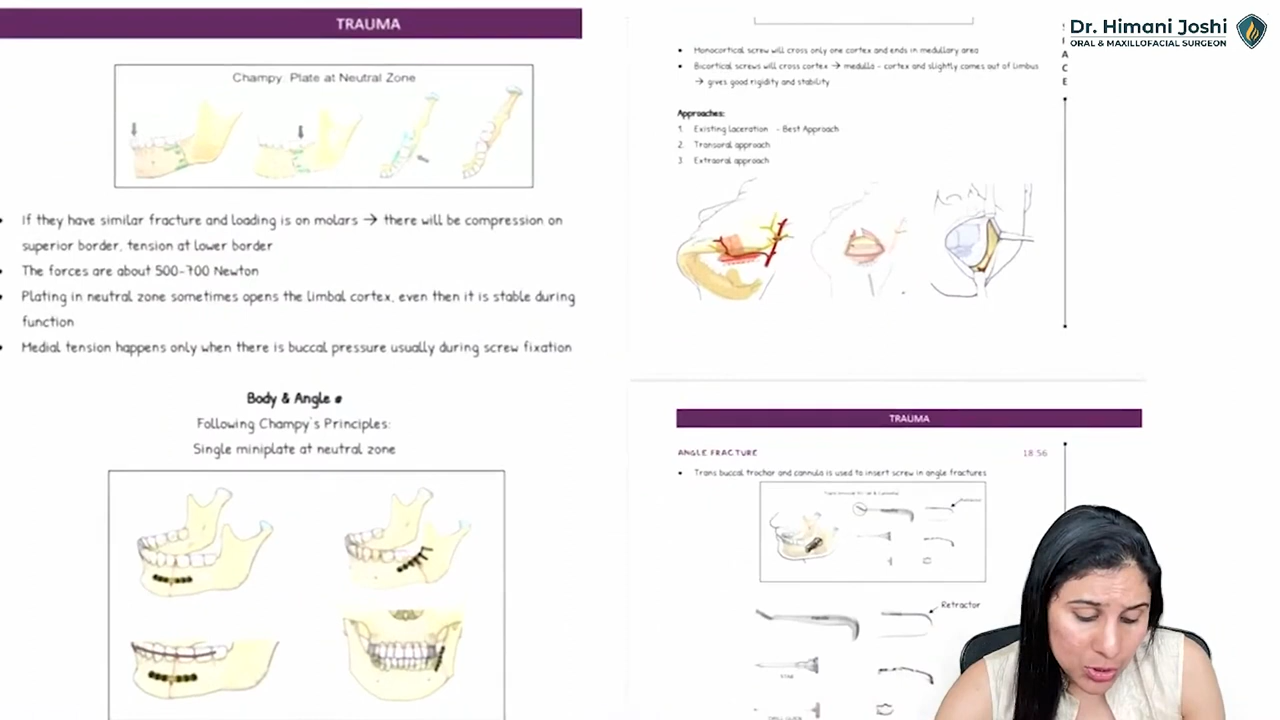 TRAUMA
Champy Plate at Neutral Zone
If they have similar fracture and loading is on molars → there will be compression on
superior border, tension at lower border
The forces are about 500-700 Newton
Plating in neutral zone sometimes opens the limbal cortex, even then it is stable during
function
Medial tension happens only when there is buccal pressure usually during screw fixation
Body & Angle #
Following Champy's Principles:
Single miniplate at neutral zone
Monocortical screw will cross only one cortex and ends in medullary area
Bicortical screws will cross cortex → medulla - cortex and slightly comes out of limbus
→ gives good rigidity and stability
Approaches:
1. Existing laceration - Best Approach
2. Transoral approach
3. Extraoral approach
TRAUMA
ANGLE FRACTURE 18:56
Trans buccal trochar and cannula is used to insert screw in angle fractures
Retractor
Dr. Himani Joshi
ORAL & MAXILLOFACIAL SURGEON
A
C
E